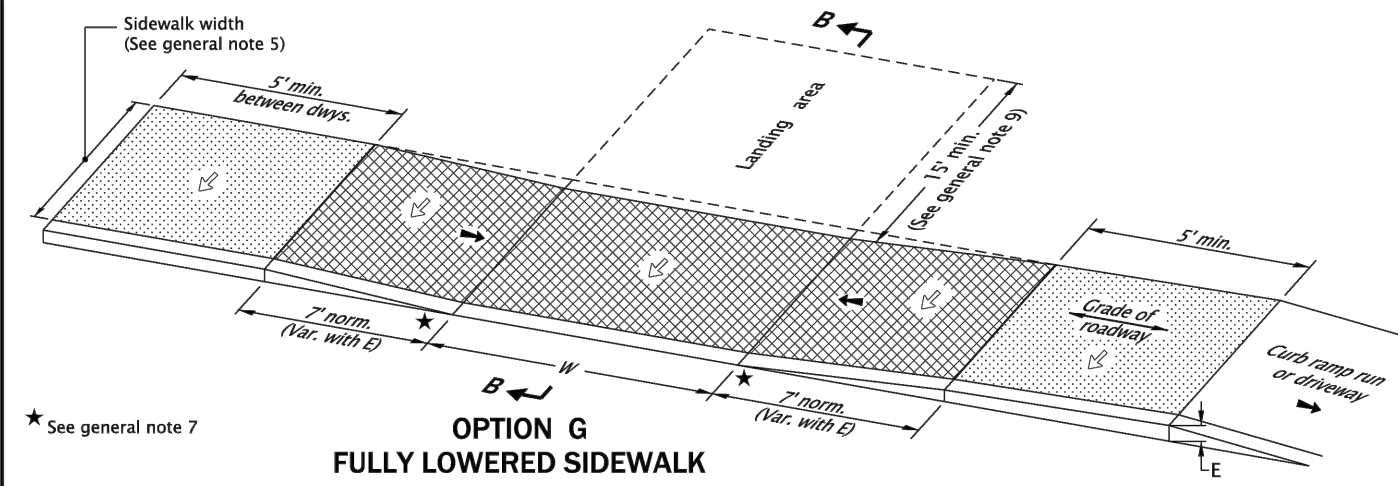 Sidewalk width
(See general note 5)
5' min.
between dwys.
B
Landing area
15' min.
(See general note 9)
5' min.
Grade of
roadway
Curb ramp run
or driveway
7' norm.
(Var. with E)
W
B
7' norm.
(Var. with E)
E
★ See general note 7
★
★
OPTION G
FULLY LOWERED SIDEWALK